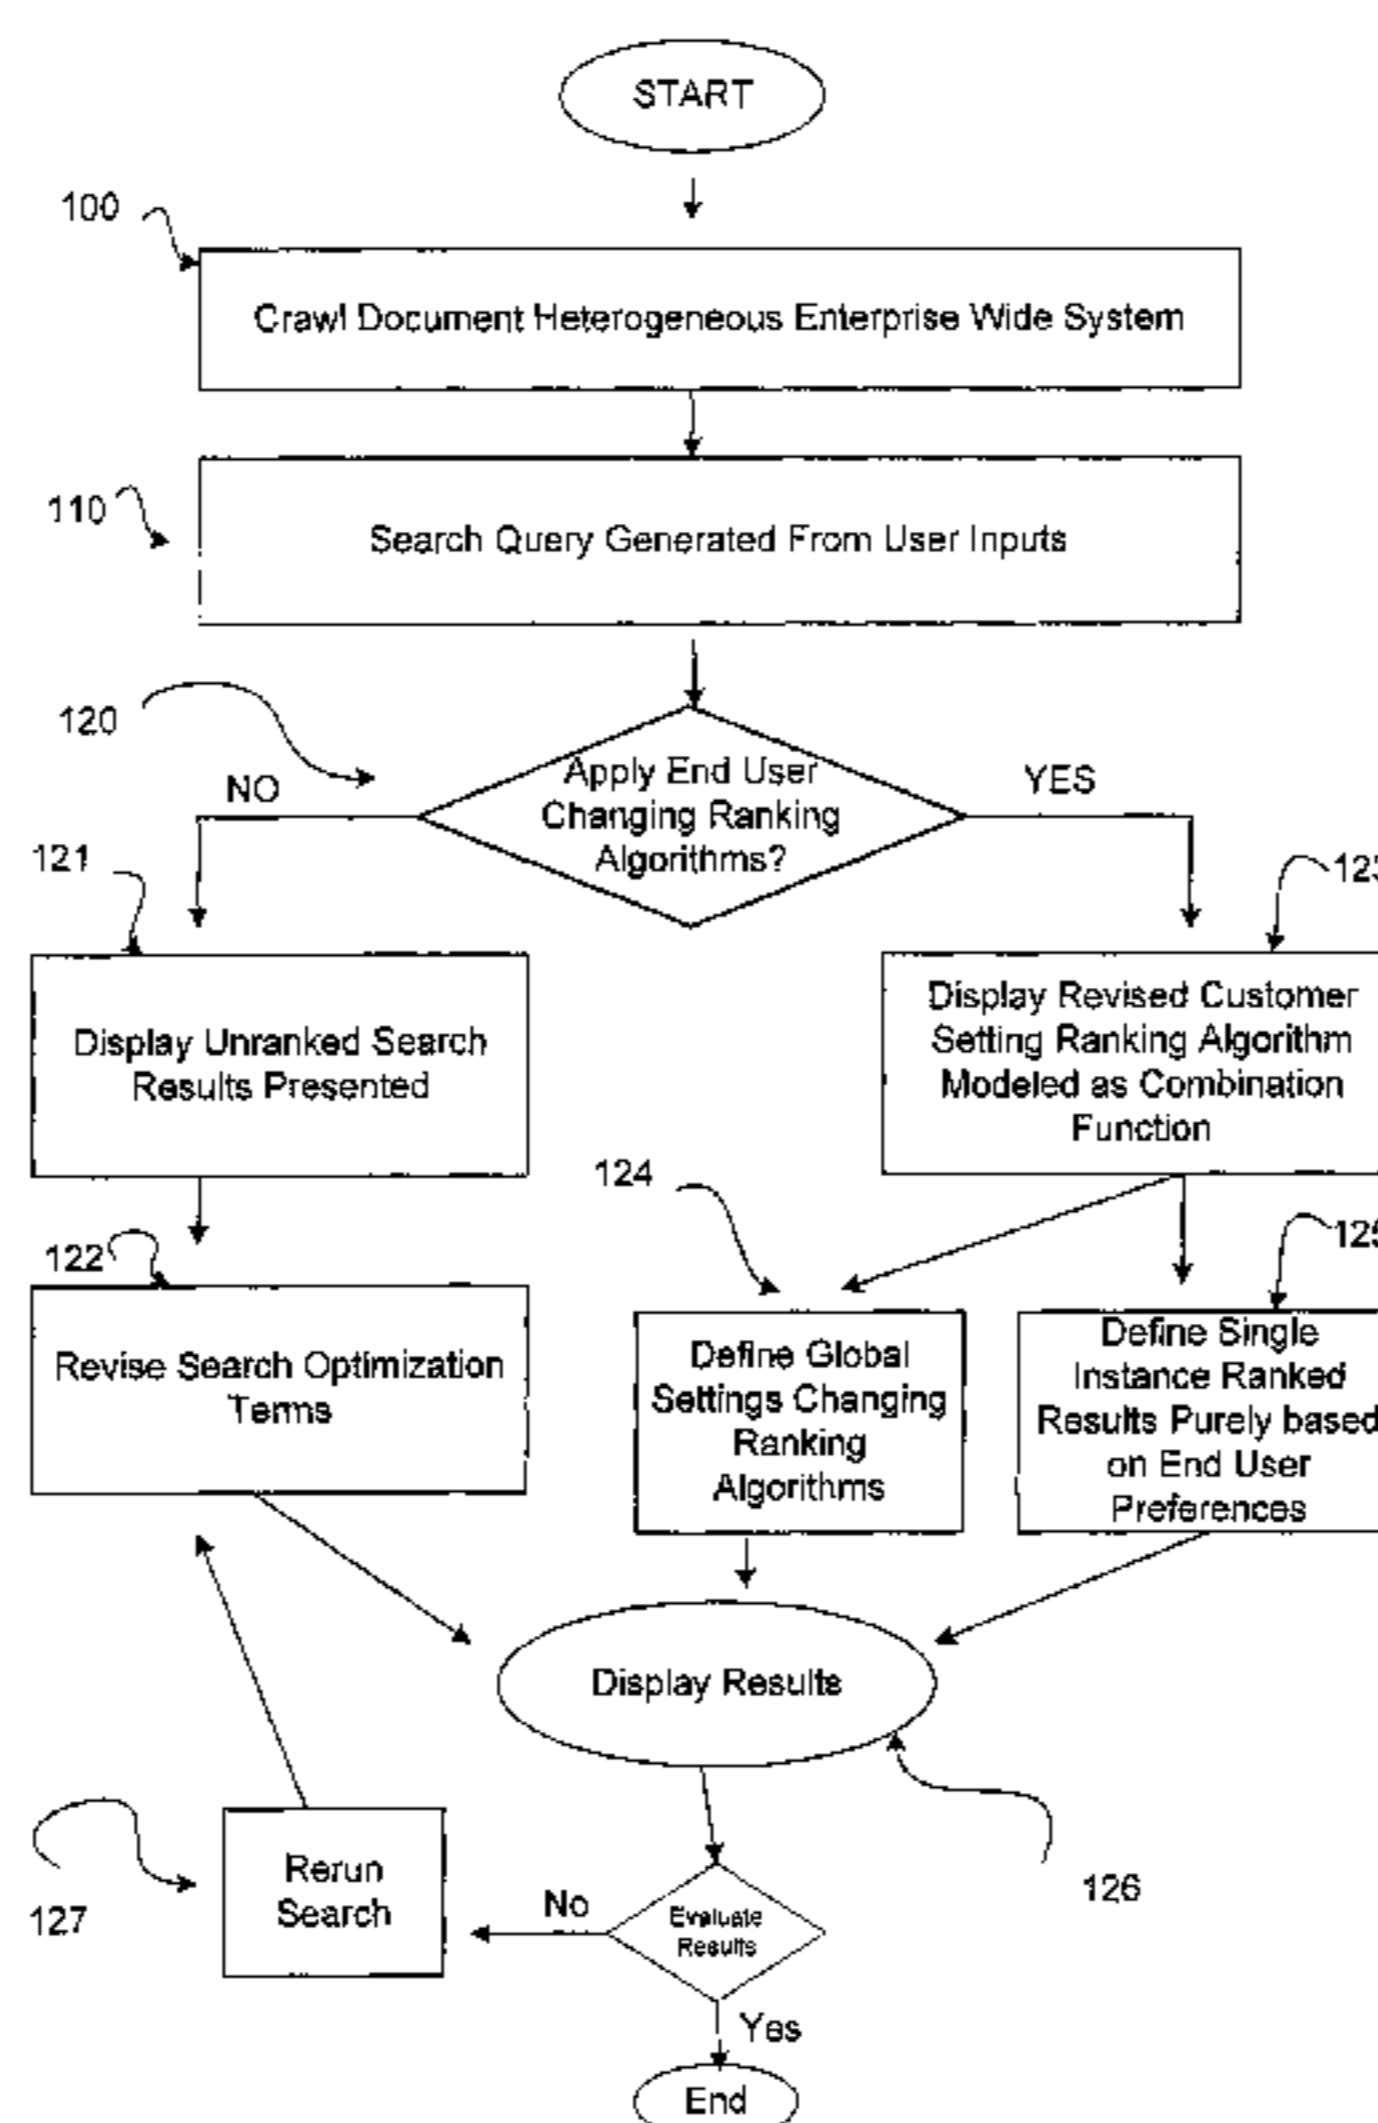 START
100
Crawl Document Heterogeneous Enterprise Wide System
110
Search Query Generated From User Inputs
120
NO
Apply End User
Changing Ranking
Algorithms?
YES
121
123
Display Unranked Search
Results Presented
Display Revised Customer
Setting Ranking Algorithm
Modeled as Combination
Function
124
122
125
Revise Search Optimization
Terms
Define Global
Settings Changing
Ranking
Algorithms
Define Single
Instance Ranked
Results Purely based
on End User
Preferences
Display Results
126
127
Rerun
Search
No
Evaluate
Results
Yes
End